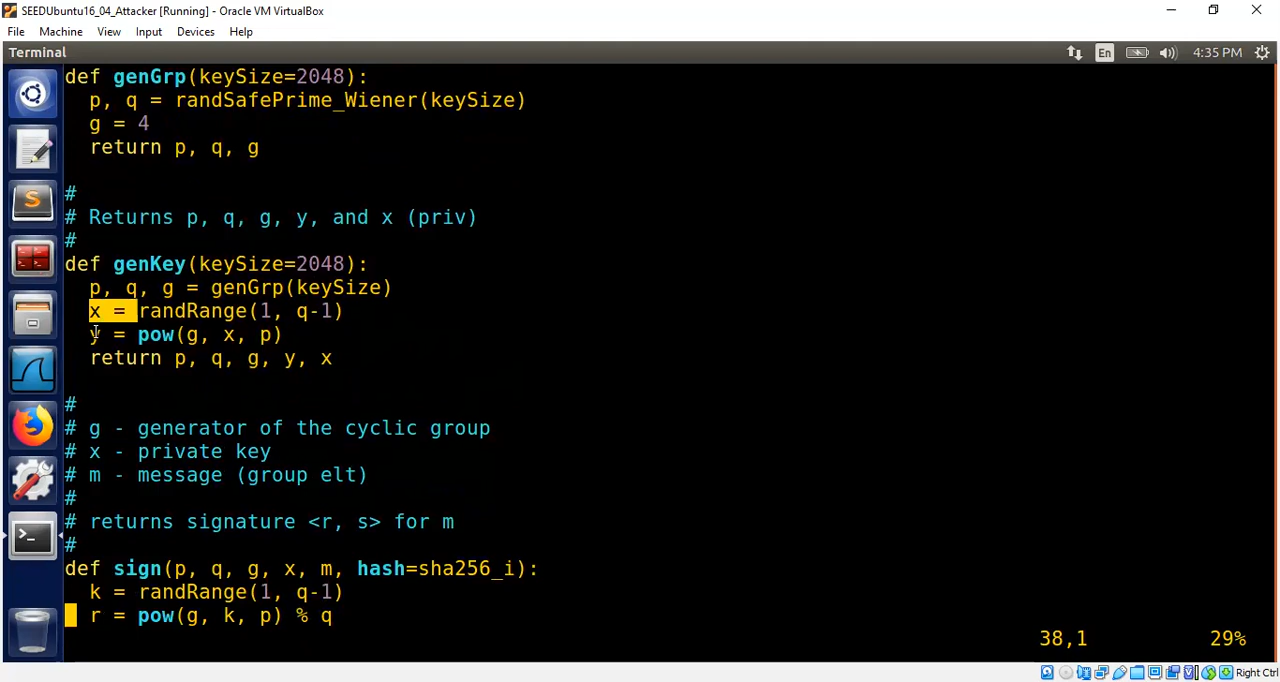 SEEDUbuntu16_04_Attacker [Running] - Oracle VM VirtualBox
File Machine View Input Devices Help
Terminal En 4:35 PM
def genGrp(keySize=2048):
  p, q = randSafePrime_Wiener(keySize)
  g = 4
  return p, q, g
#
# Returns p, q, g, y, and x (priv)
#
def genKey(keySize=2048):
  p, q, g = genGrp(keySize)
  x = randRange(1, q-1)
  y = pow(g, x, p)
  return p, q, g, y, x
#
# g - generator of the cyclic group
# x - private key
# m - message (group elt)
#
# returns signature <r, s> for m
#
def sign(p, q, g, x, m, hash=sha256_i):
  k = randRange(1, q-1)
  r = pow(g, k, p) % q
38,1 29%
Right Ctrl